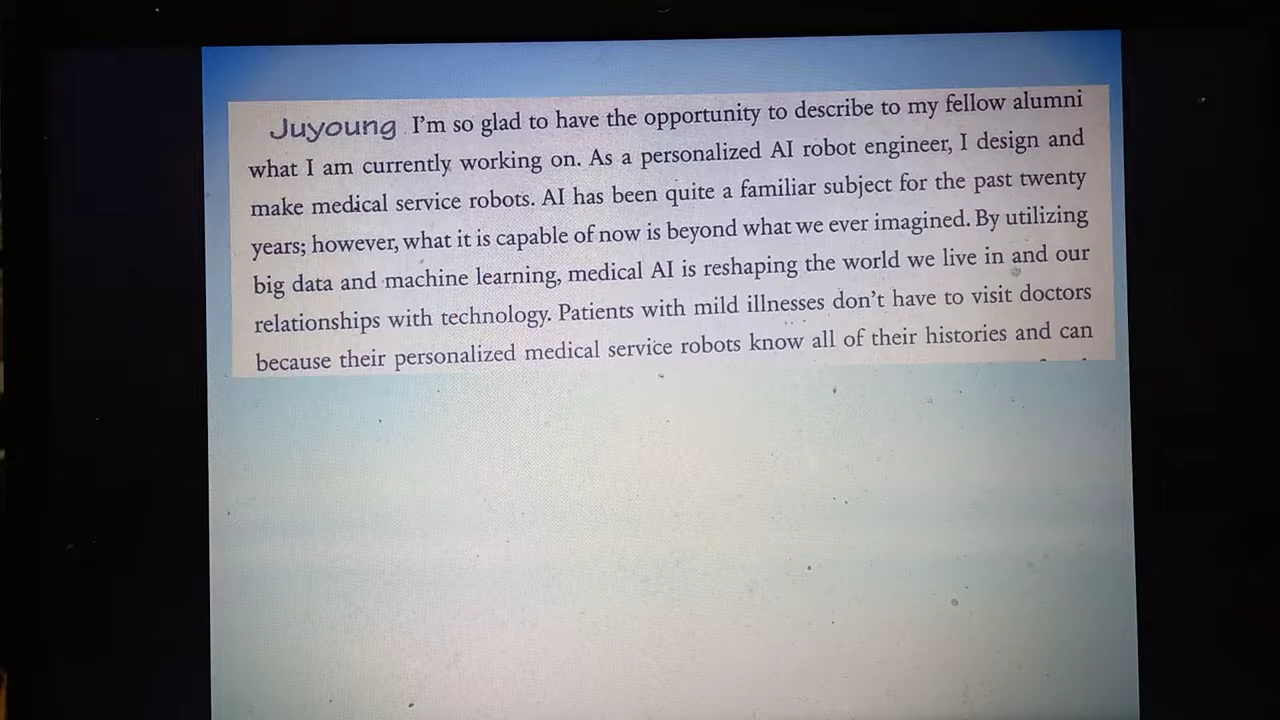 Juyoung I'm so glad to have the opportunity to describe to my fellow alumni
what I am currently working on. As a personalized AI robot engineer, I design and
make medical service robots. AI has been quite a familiar subject for the past twenty
years; however, what it is capable of now is beyond what we ever imagined. By utilizing
big data and machine learning, medical AI is reshaping the world we live in and our
relationships with technology. Patients with mild illnesses don't have to visit doctors
because their personalized medical service robots know all of their histories and can